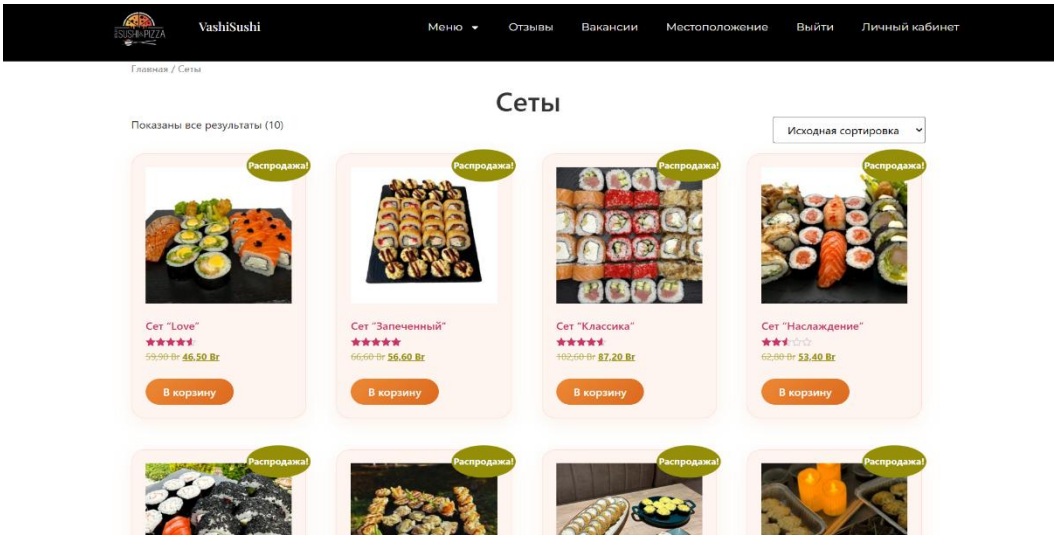 SUSHI&PIZZA
VashiSushi
Меню
Отзывы
Вакансии
Местоположение
Выйти
Личный кабинет
Главная / Сеты
Сеты
Показаны все результаты (10)
Исходная сортировка
Распродажа!
Распродажа!
Распродажа!
Распродажа!
Сет "Love"
59,90 Br 46,50 Br
В корзину
Сет "Запеченный"
66,60 Br 56,60 Br
В корзину
Сет "Классика"
102,60 Br 87,20 Br
В корзину
Сет "Наслаждение"
62,80 Br 53,40 Br
В корзину
Распродажа!
Распродажа!
Распродажа!
Распродажа!